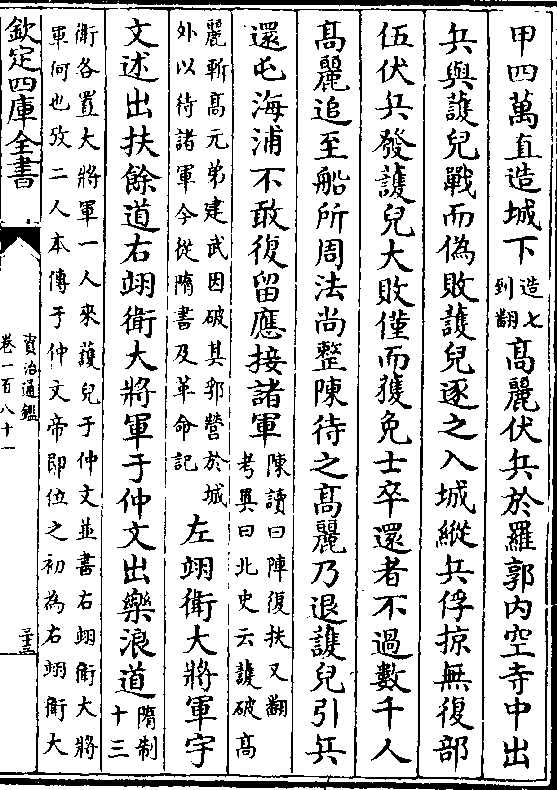 甲四萬直造城下造七到翻高麗伏兵於羅郭内空寺中出
兵與護兒戰而偽敗護兒逐之入城縱兵俘掠無復部
伍伏兵發護兒大敗僅而獲免士卒還者不過數千人
高麗追至船所周法尚整陳待之高麗乃退護兒引兵
還屯海浦不敢復留應接諸軍陳讀曰陣復扶又翻考異曰北史云護破高
麗斬高元弟建武因破其郛營於城外以待諸軍今從隋書及革命記左翊衛大將軍宇
文述出扶餘道右翊衛大將軍于仲文出樂浪道隋制十三
衛各置大將軍一人來護兒于仲文並書右翊衛大將
軍何也攷二人本傳于仲文帝即位之初為右翊衛大
欽定四庫全書
資治通鑑
卷一百八十一